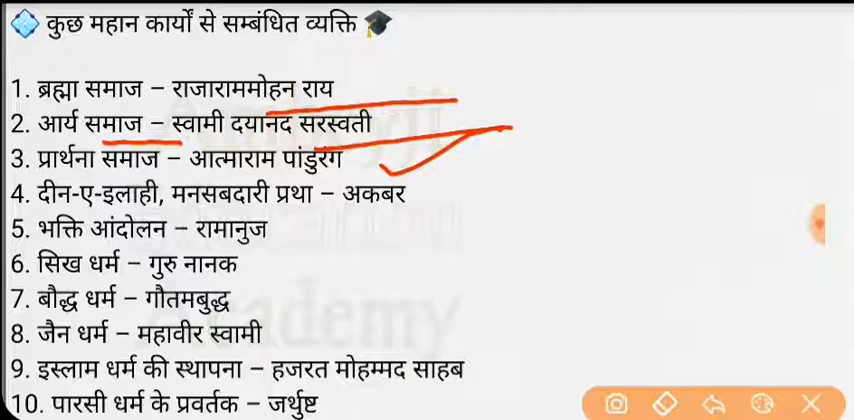 कुछ महान कार्यों से सम्बंधित व्यक्ति
1. ब्रह्मा समाज – राजाराममोहन राय
2. आर्य समाज – स्वामी दयानंद सरस्वती
3. प्रार्थना समाज – आत्माराम पांडुरंग
4. दीन-ए-इलाही, मनसबदारी प्रथा – अकबर
5. भक्ति आंदोलन – रामानुज
6. सिख धर्म – गुरु नानक
7. बौद्ध धर्म – गौतमबुद्ध
8. जैन धर्म – महावीर स्वामी
9. इस्लाम धर्म की स्थापना – हजरत मोहम्मद साहब
10. पारसी धर्म के प्रवर्तक – जर्थुष्ट
Academy